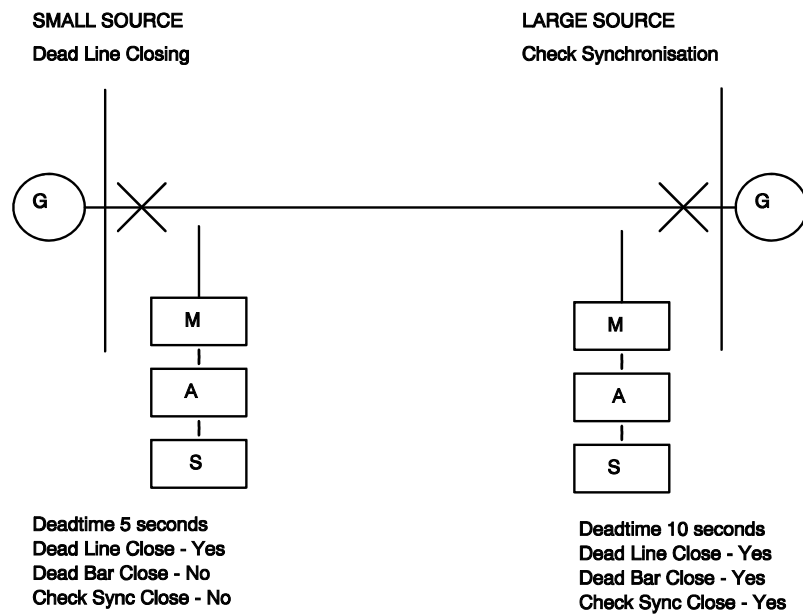 SMALL SOURCE
Dead Line Closing
LARGE SOURCE
Check Synchronisation
G
G
M
A
S
M
A
S
Deadtime 5 seconds
Dead Line Close - Yes
Dead Bar Close - No
Check Sync Close - No
Deadtime 10 seconds
Dead Line Close - Yes
Dead Bar Close - Yes
Check Sync Close - Yes